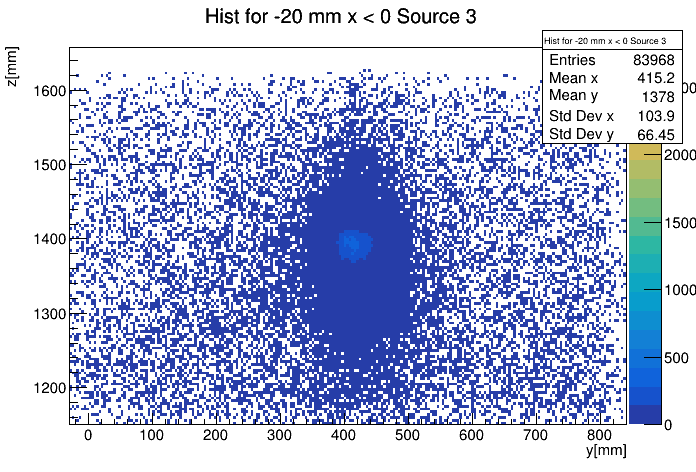 Hist for -20 mm x < 0 Source 3
Hist for -20 mm x < 0 Source 3
Entries 83968
Mean x 415.2
Mean y 1378
Std Dev x 103.9
Std Dev y 66.45
z[mm]
1600
1500
1400
1300
1200
0 100 200 300 400 500 600 700 800
y[mm]
2000
1500
1000
500
0